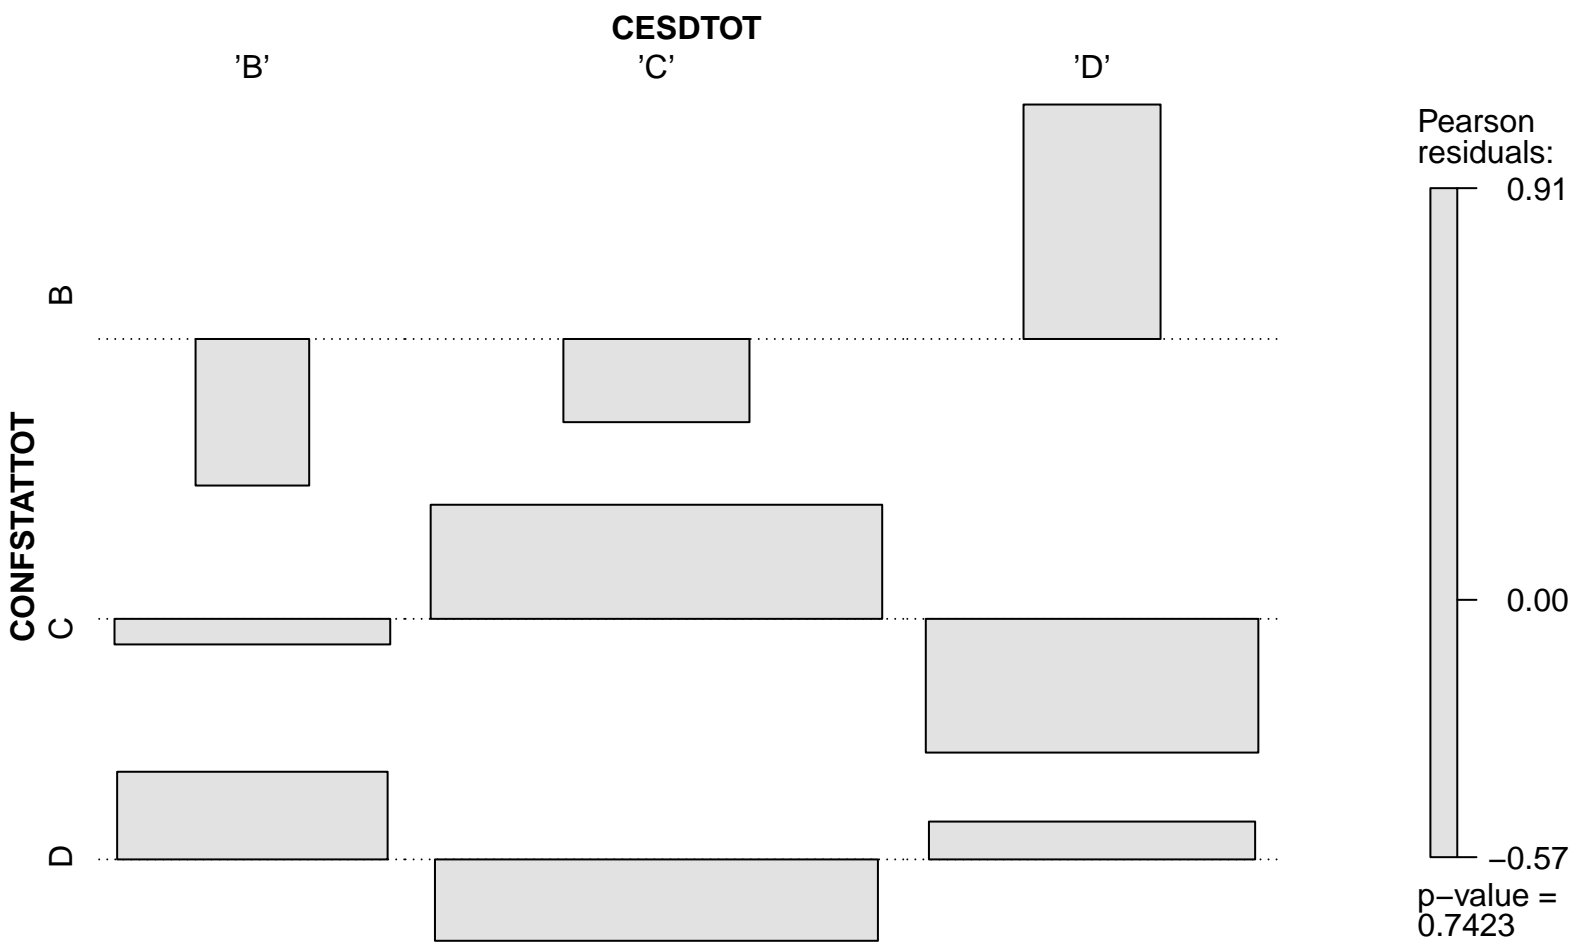 CESDTOT
’B’ ’C’ ’D’
Pearson
residuals:
0.91
B
CONFSTATTOT
0.00
C
D
−0.57
p−value =
0.7423